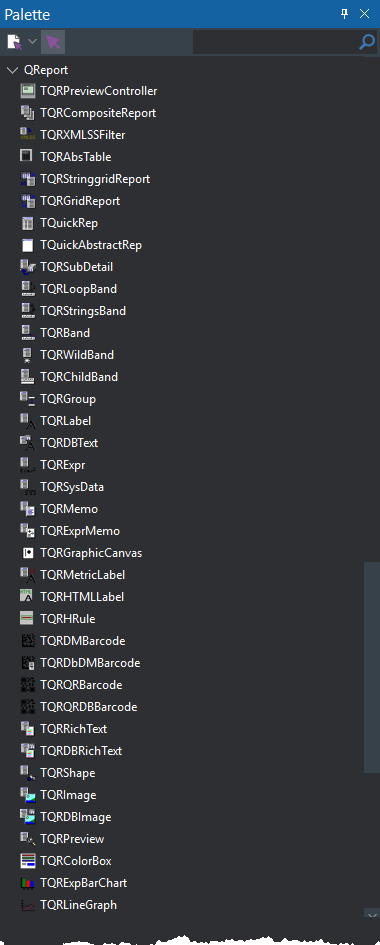 Palette
QReport
TQRPreviewController
TQRCompositeReport
TQRXMLSSFilter
TQRAbsTable
TQRStringgridReport
TQRGridReport
TQuickRep
TQuickAbstractRep
TQRSubDetail
TQRLoopBand
TQRStringsBand
TQRBand
TQRWildBand
TQRChildBand
TQRGroup
TQRLabel
TQRDBText
TQRExpr
TQRSysData
TQRMemo
TQRExprMemo
TQRGraphicCanvas
TQRMetricLabel
TQRHTMLLabel
TQRHRule
TQRDMBarcode
TQRDbDMBarcode
TQRQRBarcode
TQRQRDBBarcode
TQRRichText
TQRDBRichText
TQRShape
TQRImage
TQRDBImage
TQRPreview
TQRColorBox
TQRExpBarChart
TQRLineGraph